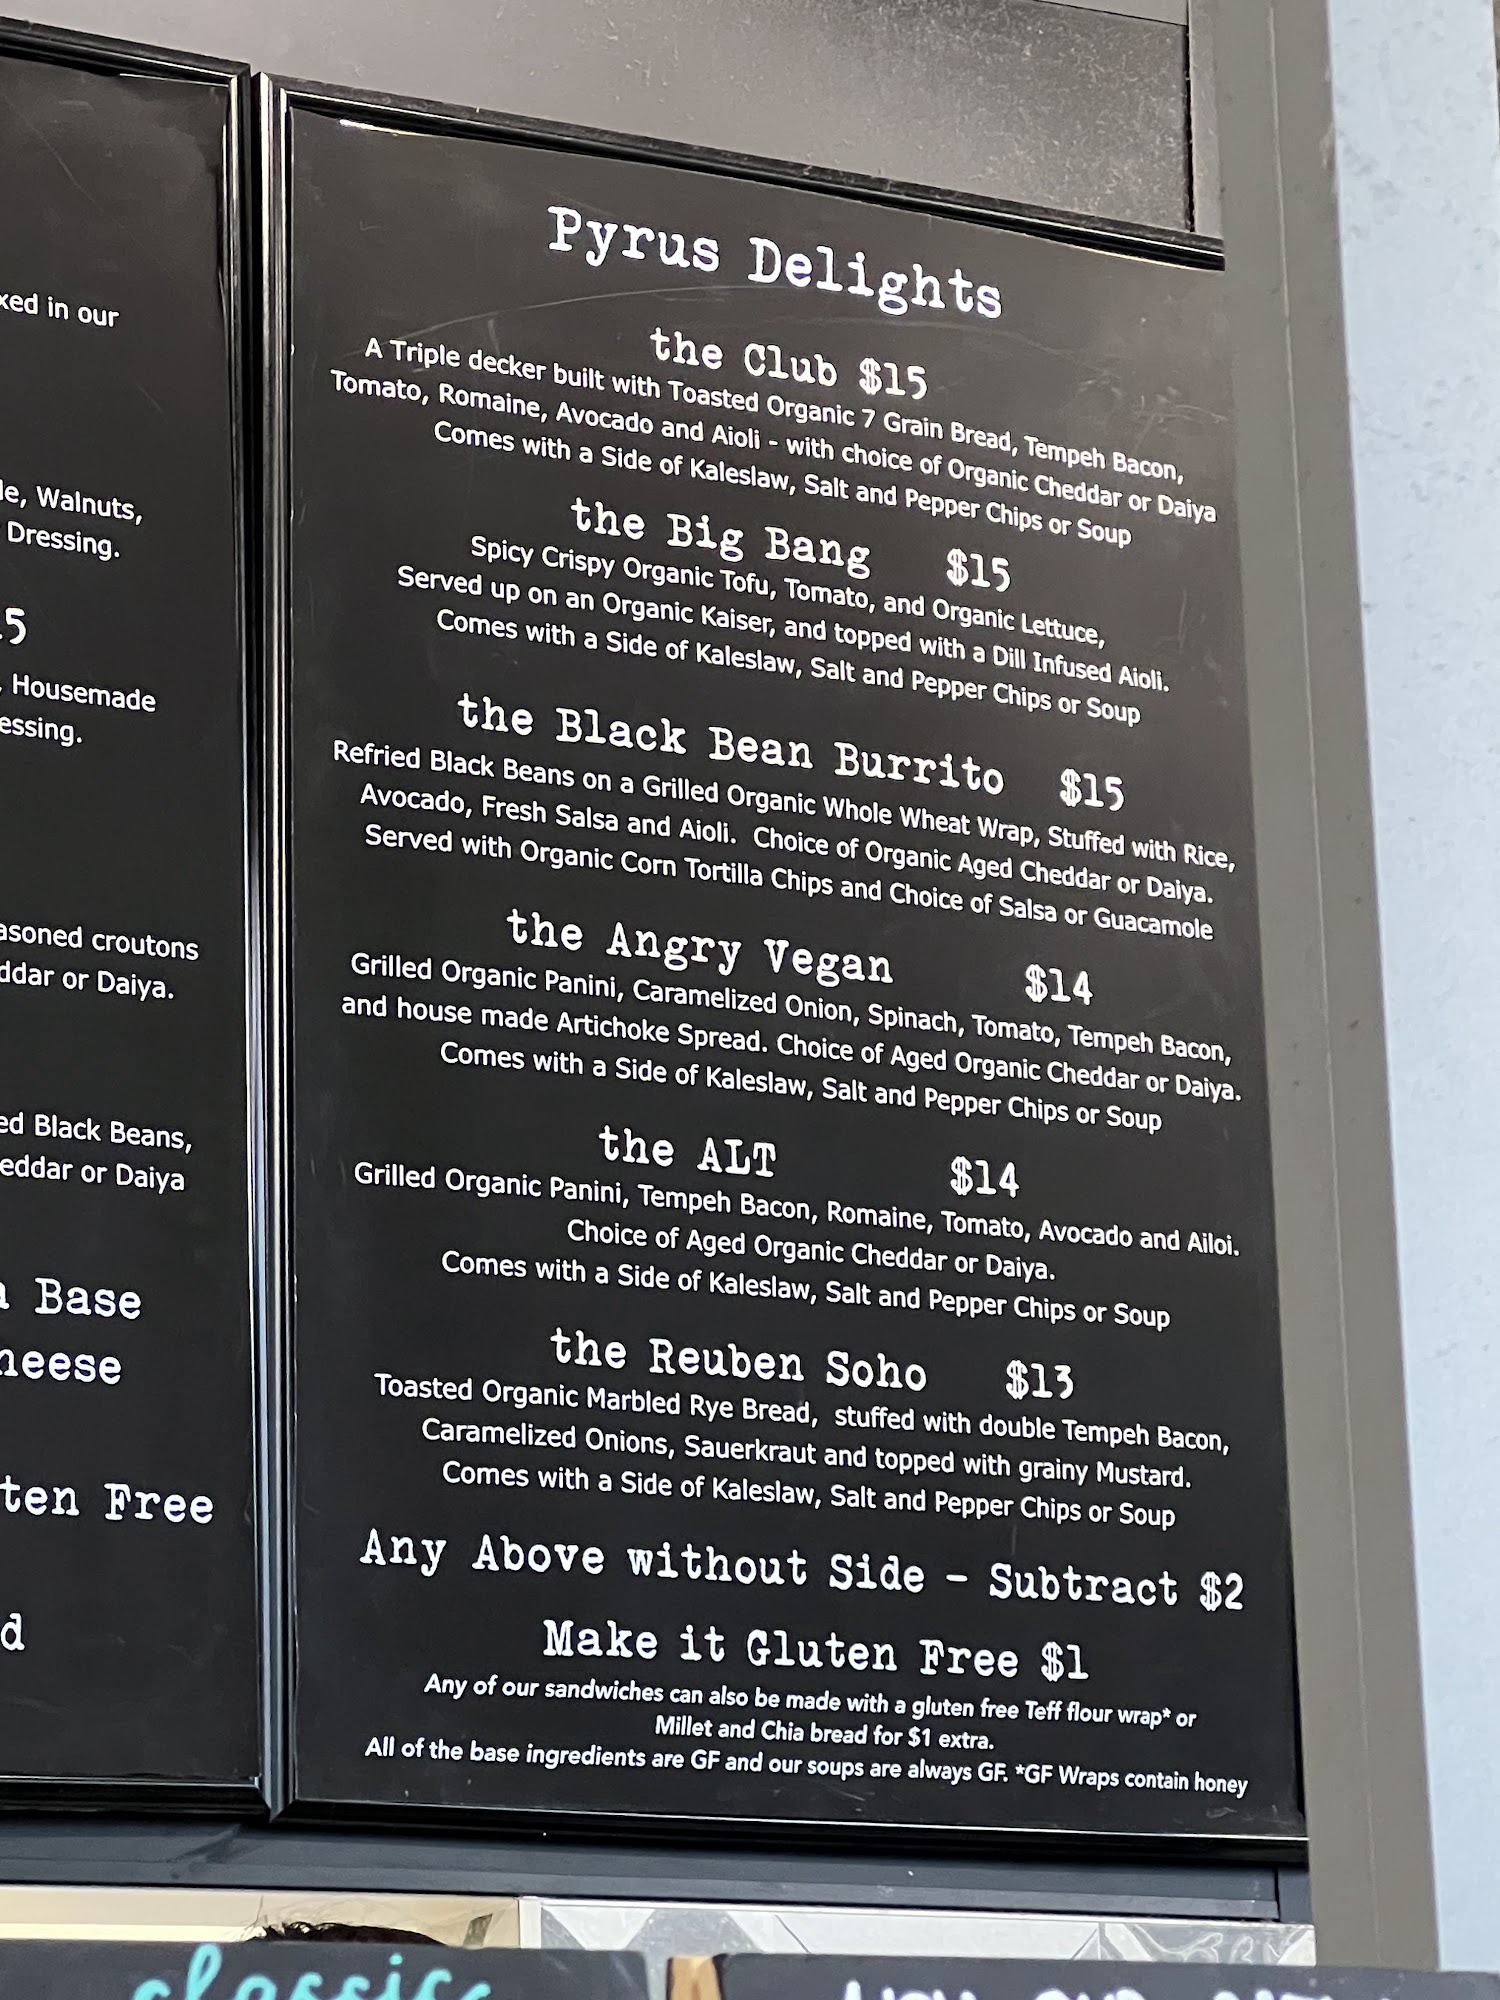 xed in our
le, Walnuts,
Dressing.
.5
, Housemade
essing.
asoned croutons
ddar or Daiya.
ed Black Beans,
eddar or Daiya
a Base
heese
ten Free
d
Pyrus Delights
the Club $15
A Triple decker built with Toasted Organic 7 Grain Bread, Tempeh Bacon,
Tomato, Romaine, Avocado and Aioli - with choice of Organic Cheddar or Daiya
Comes with a Side of Kaleslaw, Salt and Pepper Chips or Soup
the Big Bang $15
Spicy Crispy Organic Tofu, Tomato, and Organic Lettuce,
Served up on an Organic Kaiser, and topped with a Dill Infused Aioli.
Comes with a Side of Kaleslaw, Salt and Pepper Chips or Soup
the Black Bean Burrito $15
Refried Black Beans on a Grilled Organic Whole Wheat Wrap, Stuffed with Rice,
Avocado, Fresh Salsa and Aioli. Choice of Organic Aged Cheddar or Daiya.
Served with Organic Corn Tortilla Chips and Choice of Salsa or Guacamole
the Angry Vegan $14
Grilled Organic Panini, Caramelized Onion, Spinach, Tomato, Tempeh Bacon,
and house made Artichoke Spread. Choice of Aged Organic Cheddar or Daiya.
Comes with a Side of Kaleslaw, Salt and Pepper Chips or Soup
the ALT $14
Grilled Organic Panini, Tempeh Bacon, Romaine, Tomato, Avocado and Ailoi.
Choice of Aged Organic Cheddar or Daiya.
Comes with a Side of Kaleslaw, Salt and Pepper Chips or Soup
the Reuben Soho $13
Toasted Organic Marbled Rye Bread, stuffed with double Tempeh Bacon,
Caramelized Onions, Sauerkraut and topped with grainy Mustard.
Comes with a Side of Kaleslaw, Salt and Pepper Chips or Soup
Any Above without Side - Subtract $2
Make it Gluten Free $1
Any of our sandwiches can also be made with a gluten free Teff flour wrap* or
Millet and Chia bread for $1 extra.
All of the base ingredients are GF and our soups are always GF. *GF Wraps contain honey
classics